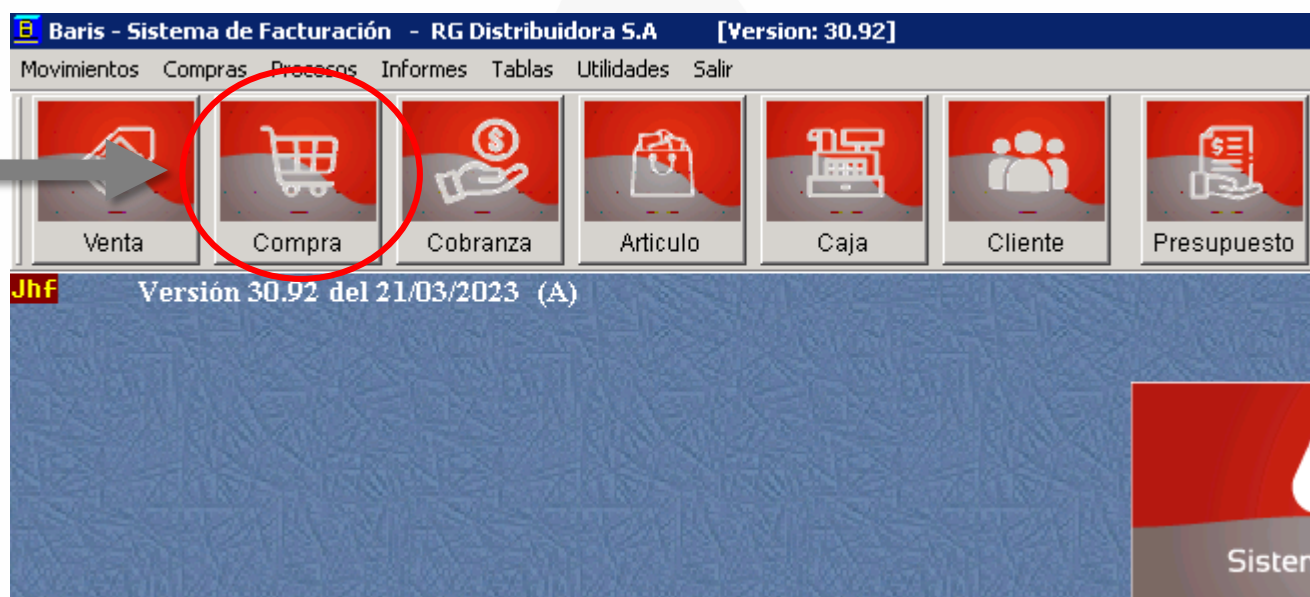 Baris - Sistema de Facturación - RG Distribuidora S.A [Version: 30.92]
Movimientos Compras Procesos Informes Tablas Utilidades Salir
Venta Compra Cobranza Articulo Caja Cliente Presupuesto
Jhf Versión 30.92 del 21/03/2023 (A)
Sister